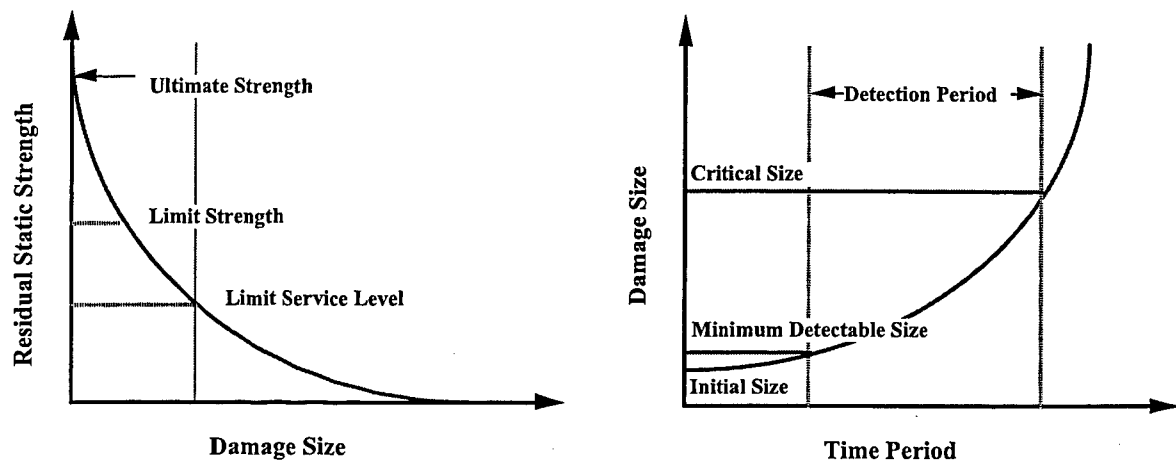 Residual Static Strength
Ultimate Strength
Limit Strength
Limit Service Level
Damage Size
Damage Size
Detection Period
Critical Size
Minimum Detectable Size
Initial Size
Time Period